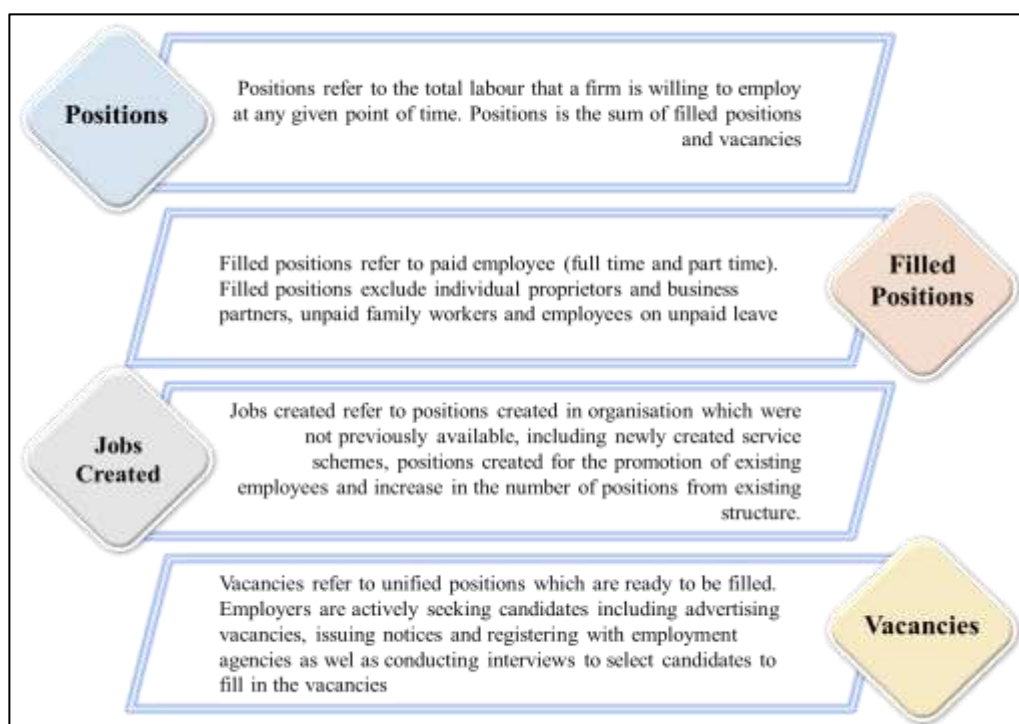 Positions
Positions refer to the total labour that a firm is willing to employ
at any given point of time. Positions is the sum of filled positions
and vacancies
Filled positions refer to paid employee (full time and part time).
Filled positions exclude individual proprietors and business
partners, unpaid family workers and employees on unpaid leave
Filled
Positions
Jobs
Created
Jobs created refer to positions created in organisation which were
not previously available, including newly created service
schemes, positions created for the promotion of existing
employees and increase in the number of positions from existing
structure.
Vacancies refer to unified positions which are ready to be filled.
Employers are actively seeking candidates including advertising
vacancies, issuing notices and registering with employment
agencies as wel as conducting interviews to select candidates to
fill in the vacancies
Vacancies